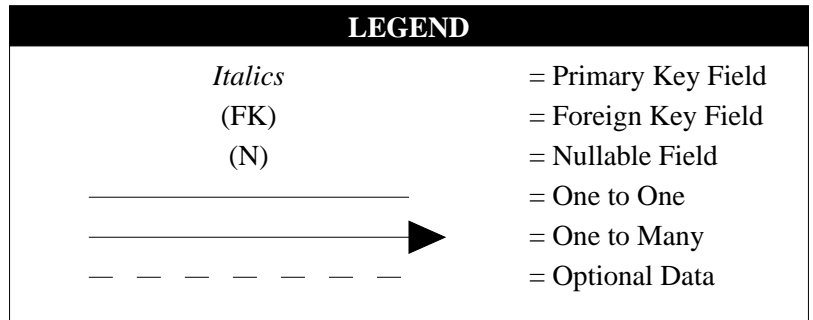 LEGEND
Italics = Primary Key Field
(FK) = Foreign Key Field
(N) = Nullable Field
= One to One
= One to Many
= Optional Data